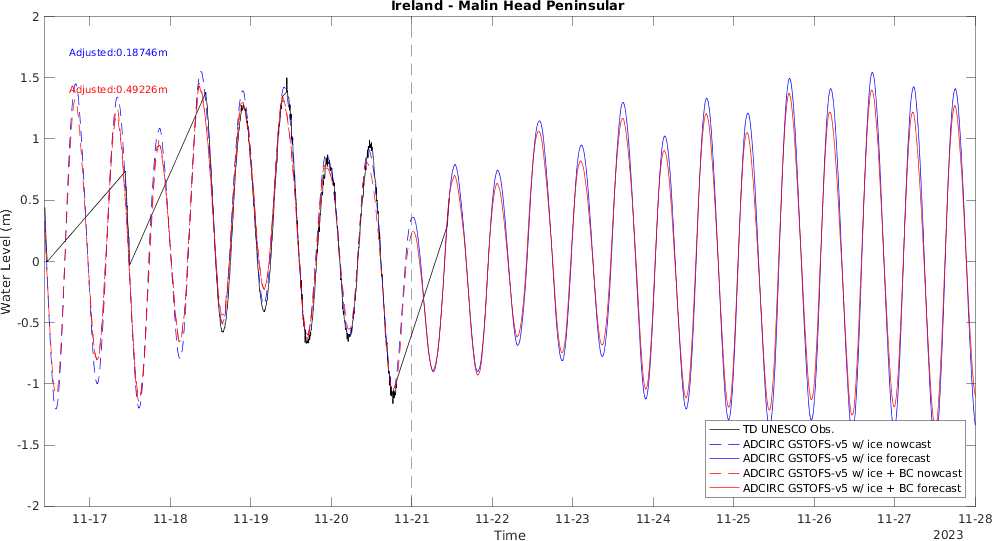 Ireland - Malin Head Peninsular
Adjusted:0.18746m
Adjusted:0.49226m
Water Level (m)
2
1.5
1
0.5
0
-0.5
-1
-1.5
-2
TD UNESCO Obs.
ADCIRC GSTOFS-v5 w/ ice nowcast
ADCIRC GSTOFS-v5 w/ ice forecast
ADCIRC GSTOFS-v5 w/ ice + BC nowcast
ADCIRC GSTOFS-v5 w/ ice + BC forecast
11-17 11-18 11-19 11-20 11-21 11-22 11-23 11-24 11-25 11-26 11-27 11-28
Time
2023